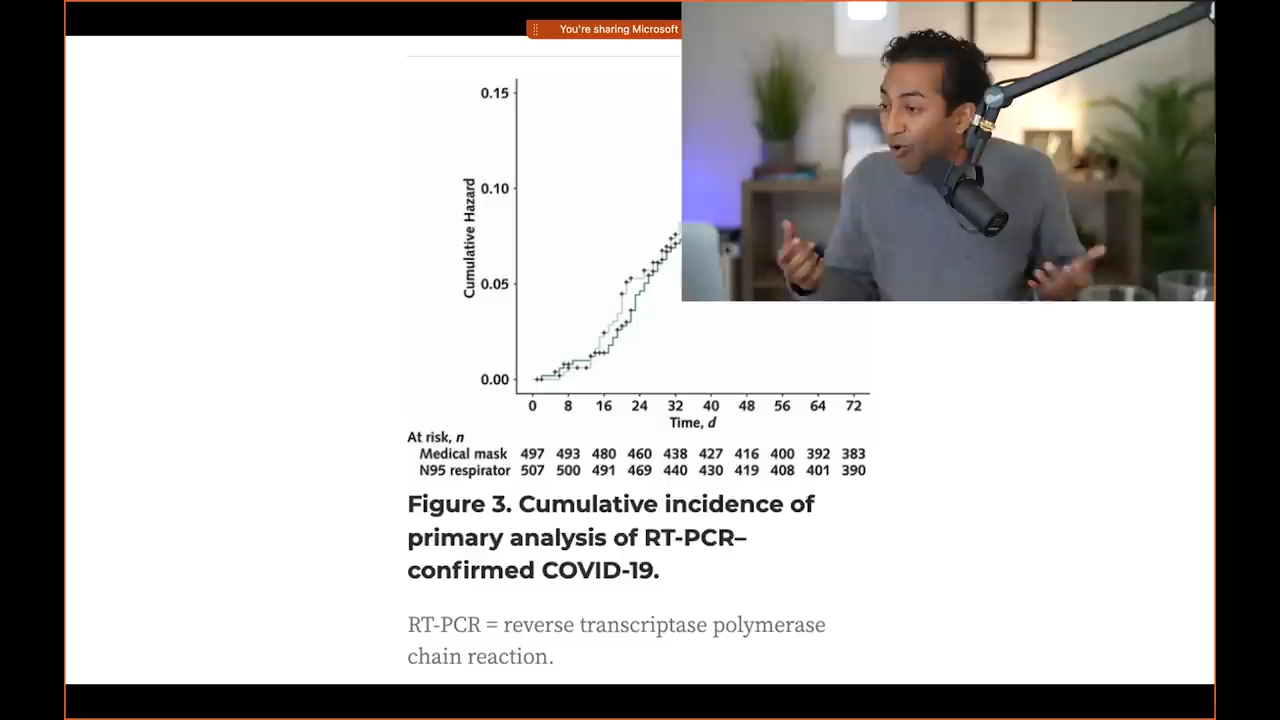 You're sharing Microsoft
0.15
0.10
0.05
0.00
Cumulative Hazard
0 8 16 24 32 40 48 56 64 72
Time, d
At risk, n
Medical mask 497 493 480 460 438 427 416 400 392 383
N95 respirator 507 500 491 469 440 430 419 408 401 390
Figure 3. Cumulative incidence of
primary analysis of RT-PCR–
confirmed COVID-19.
RT-PCR = reverse transcriptase polymerase
chain reaction.